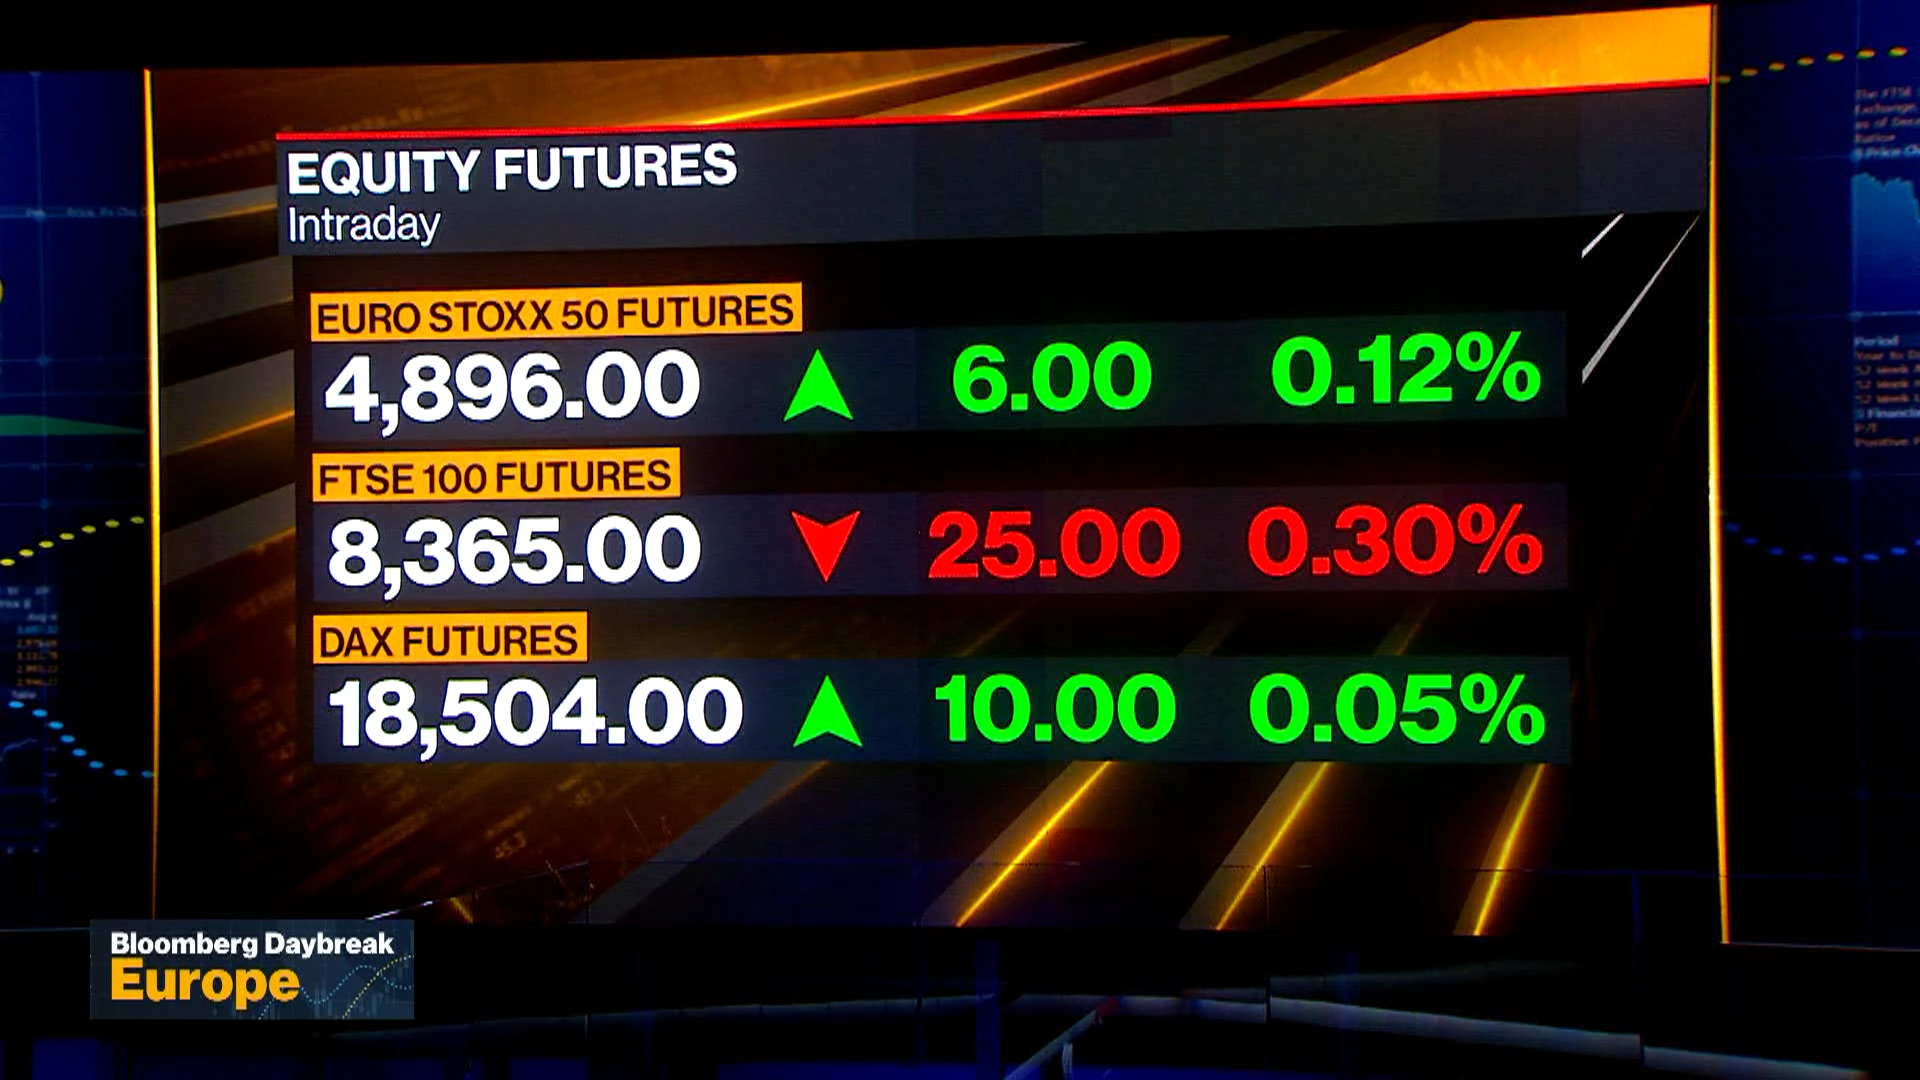 EQUITY FUTURES
Intraday
EURO STOXX 50 FUTURES
4,896.00 ▲ 6.00 0.12%
FTSE 100 FUTURES
8,365.00 ▼ 25.00 0.30%
DAX FUTURES
18,504.00 ▲ 10.00 0.05%
Period
Bloomberg Daybreak
Europe